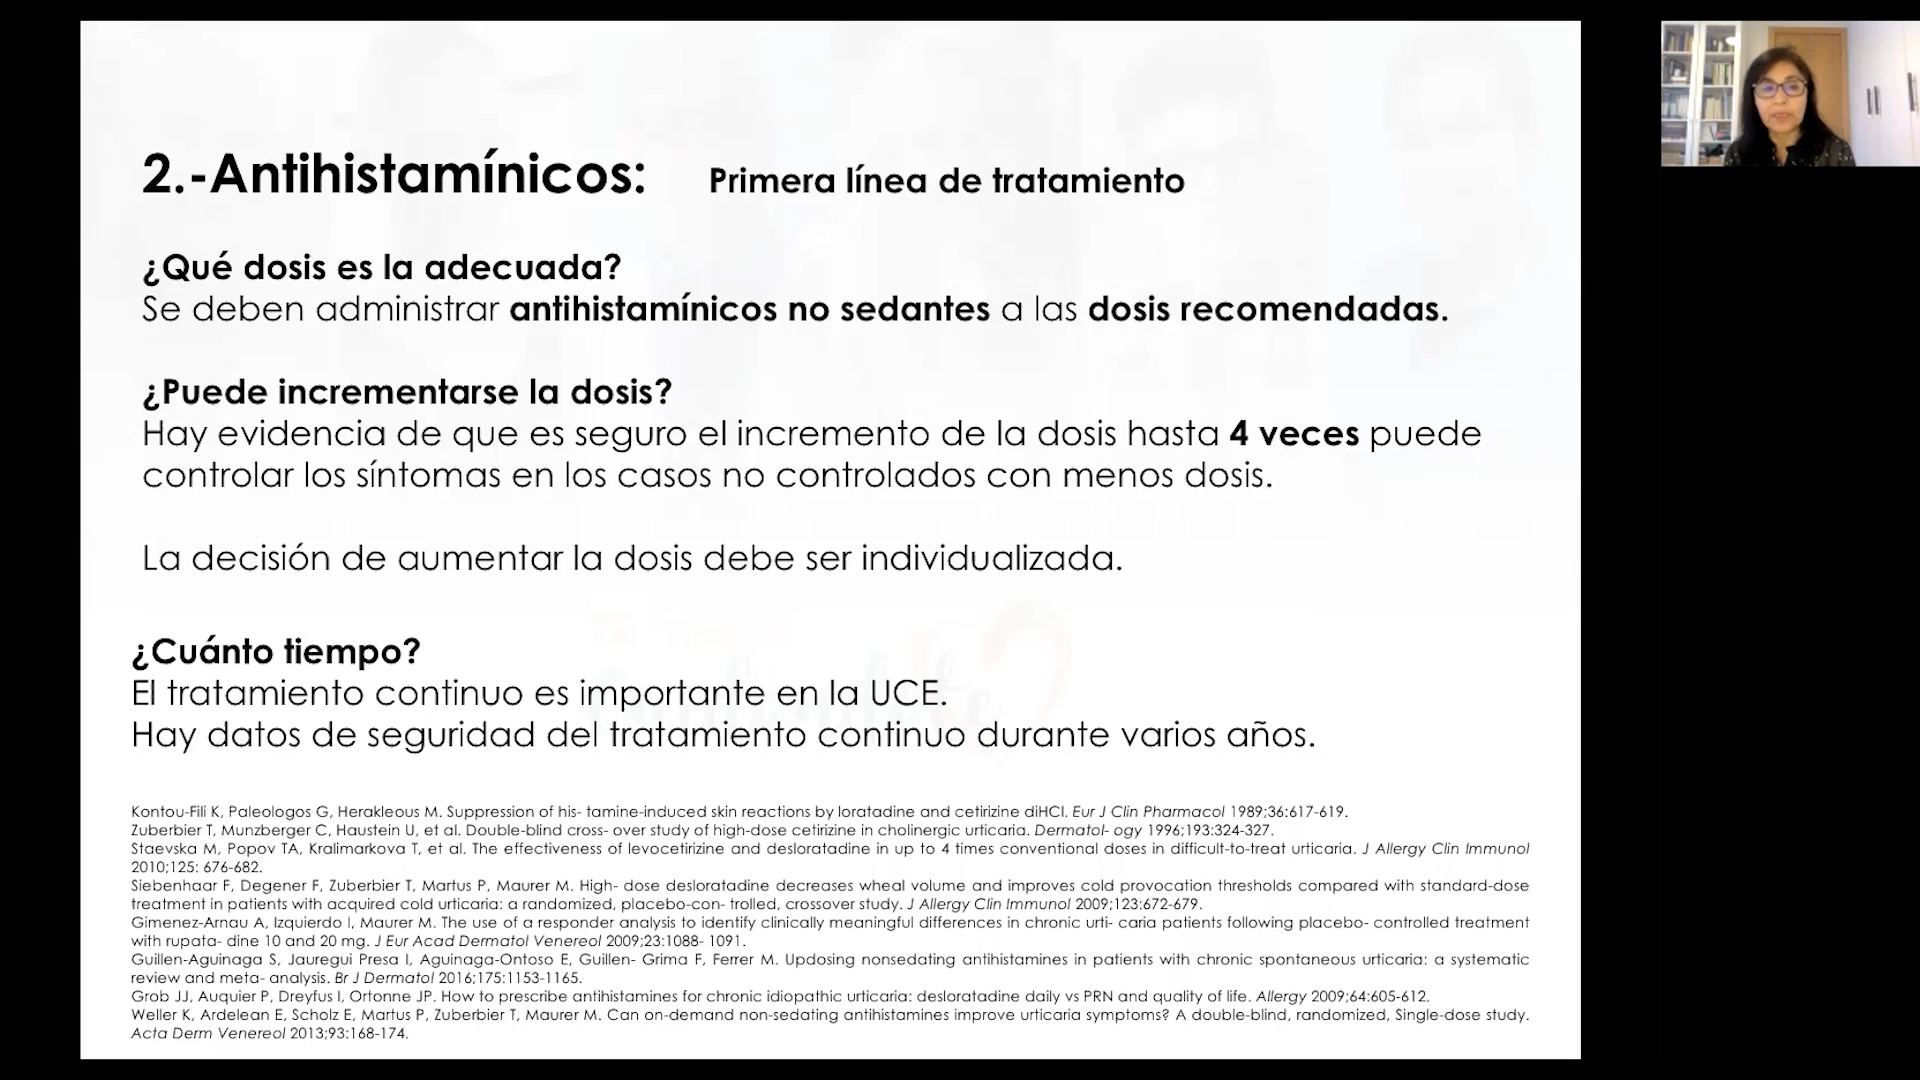 2.-Antihistamínicos: Primera línea de tratamiento
¿Qué dosis es la adecuada?
Se deben administrar antihistamínicos no sedantes a las dosis recomendadas.
¿Puede incrementarse la dosis?
Hay evidencia de que es seguro el incremento de la dosis hasta 4 veces puede
controlar los síntomas en los casos no controlados con menos dosis.
La decisión de aumentar la dosis debe ser individualizada.
¿Cuánto tiempo?
El tratamiento continuo es importante en la UCE.
Hay datos de seguridad del tratamiento continuo durante varios años.
Kontou-Fili K, Paleologos G, Herakleous M. Suppression of his- tamine-induced skin reactions by loratadine and cetirizine diHCl. Eur J Clin Pharmacol 1989;36:617-619.
Zuberbier T, Munzberger C, Haustein U, et al. Double-blind cross- over study of high-dose cetirizine in cholinergic urticaria. Dermatol- ogy 1996;193:324-327.
Staevska M, Popov TA, Kralimarkova T, et al. The effectiveness of levocetirizine and desloratadine in up to 4 times conventional doses in difficult-to-treat urticaria. J Allergy Clin Immunol
2010;125: 676-682.
Siebenhaar F, Degener F, Zuberbier T, Martus P, Maurer M. High- dose desloratadine decreases wheal volume and improves cold provocation thresholds compared with standard-dose
treatment in patients with acquired cold urticaria: a randomized, placebo-con- trolled, crossover study. J Allergy Clin Immunol 2009;123:672-679.
Gimenez-Arnau A, Izquierdo I, Maurer M. The use of a responder analysis to identify clinically meaningful differences in chronic urti- caria patients following placebo- controlled treatment
with rupata- dine 10 and 20 mg. J Eur Acad Dermatol Venereol 2009;23:1088- 1091.
Guillen-Aguinaga S, Jauregui Presa I, Aguinaga-Ontoso E, Guillen- Grima F, Ferrer M. Updosing nonsedating antihistamines in patients with chronic spontaneous urticaria: a systematic
review and meta- analysis. Br J Dermatol 2016;175:1153-1165.
Grob JJ, Auquier P, Dreyfus I, Ortonne JP. How to prescribe antihistamines for chronic idiopathic urticaria: desloratadine daily vs PRN and quality of life. Allergy 2009;64:605-612.
Weller K, Ardelean E, Scholz E, Martus P, Zuberbier T, Maurer M. Can on-demand non-sedating antihistamines improve urticaria symptoms? A double-blind, randomized, Single-dose study.
Acta Derm Venereol 2013;93:168-174.